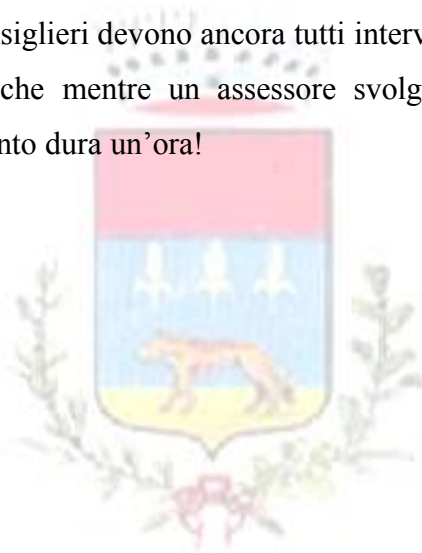 siglieri devono ancora tutti interv
che mentre un assessore svolg
nto dura un'ora!